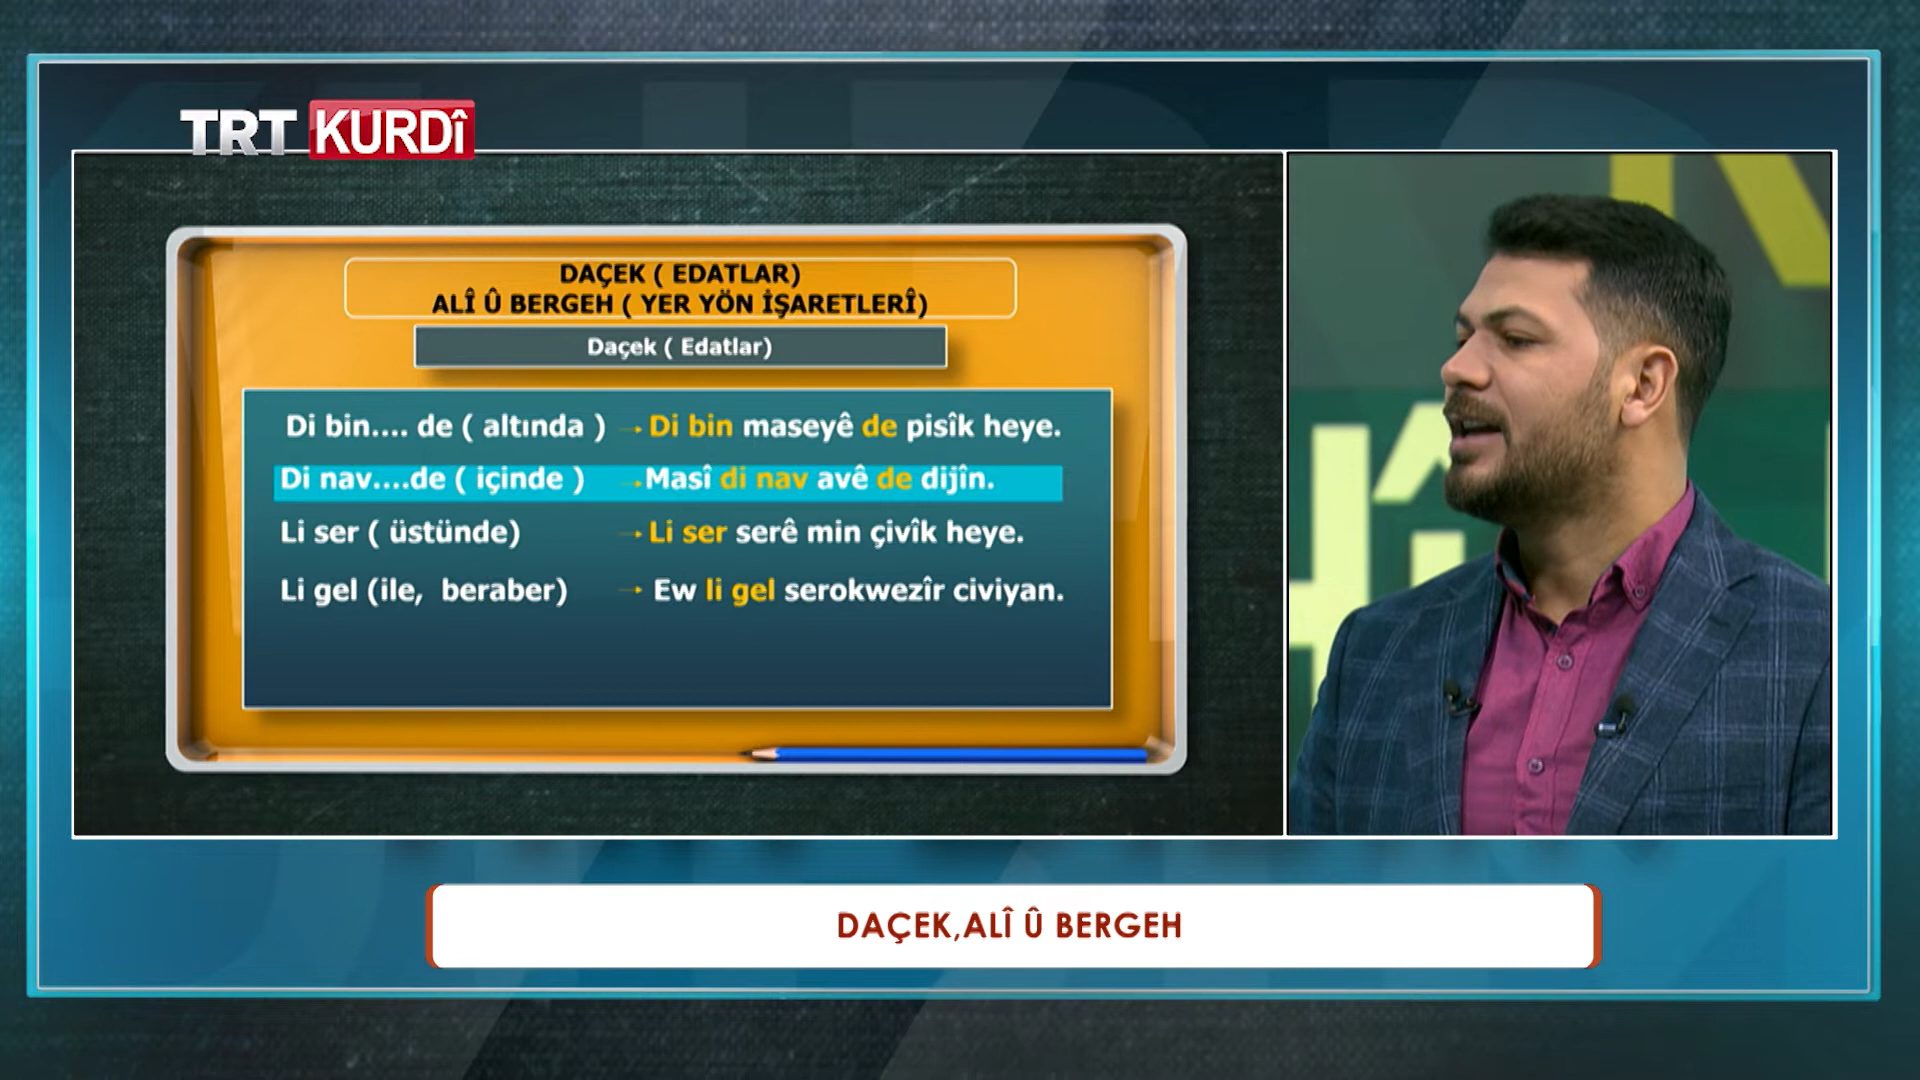 TRT KURDÎ
DAÇEK ( EDATLAR)
ALÎ Û BERGEH ( YER YÖN İŞARETLERÎ)
Daçek ( Edatlar)
Di bin.... de ( altında ) → Di bin maseyê de pisîk heye.
Di nav....de ( içinde ) → Masî di nav avê de dijîn.
Li ser ( üstünde) → Li ser serê min çivîk heye.
Li gel (ile, beraber) → Ew li gel serokwezîr civiyan.
DAÇEK,ALÎ Û BERGEH